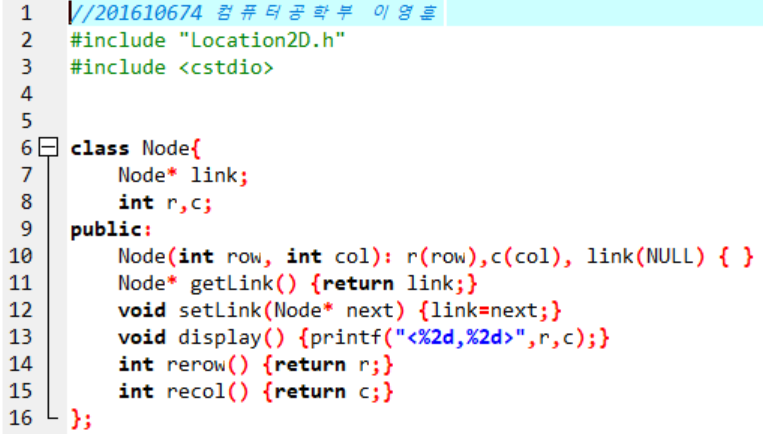 1 //201610674 컴퓨터공학부 이영훈
2 #include "Location2D.h"
3 #include <cstdio>
4
5
6 class Node{
7 Node* link;
8 int r,c;
9 public:
10 Node(int row, int col): r(row),c(col), link(NULL) { }
11 Node* getLink() {return link;}
12 void setLink(Node* next) {link=next;}
13 void display() {printf("<%2d,%2d>",r,c);}
14 int rerow() {return r;}
15 int recol() {return c;}
16 };